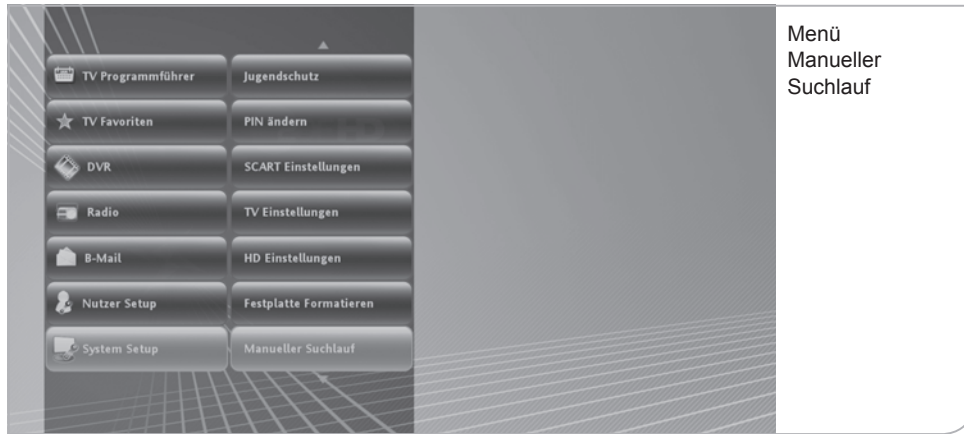 TV Programmführer
TV Favoriten
DVR
Radio
B-Mail
Nutzer Setup
System Setup
Jugendschutz
PIN ändern
SCART Einstellungen
TV Einstellungen
HD Einstellungen
Festplatte Formatieren
Manueller Suchlauf
Menü
Manueller
Suchlauf